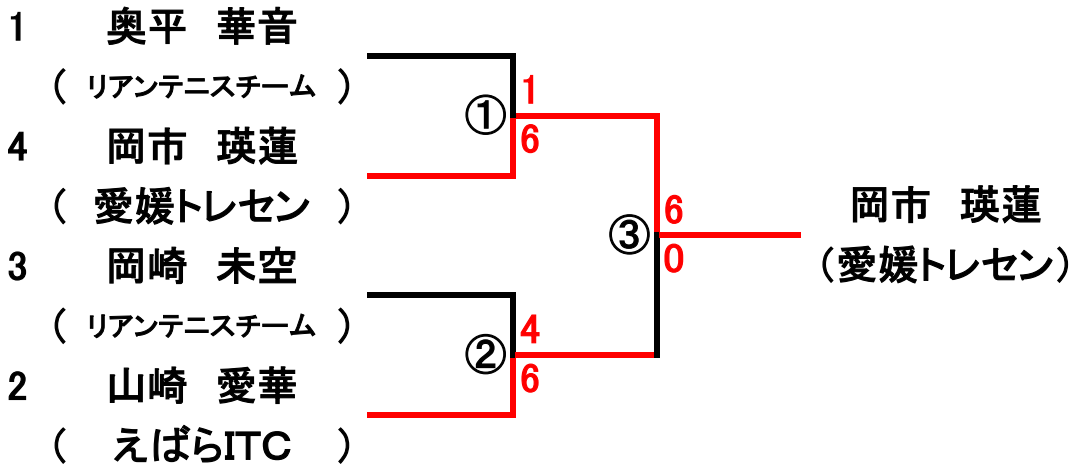 1 奥平 華音
( リアンテニスチーム )
① 1
6
4 岡市 瑛蓮
( 愛媛トレセン )
③ 6
0
岡市 瑛蓮
(愛媛トレセン)
3 岡崎 未空
( リアンテニスチーム )
② 4
6
2 山崎 愛華
( えばらITC )